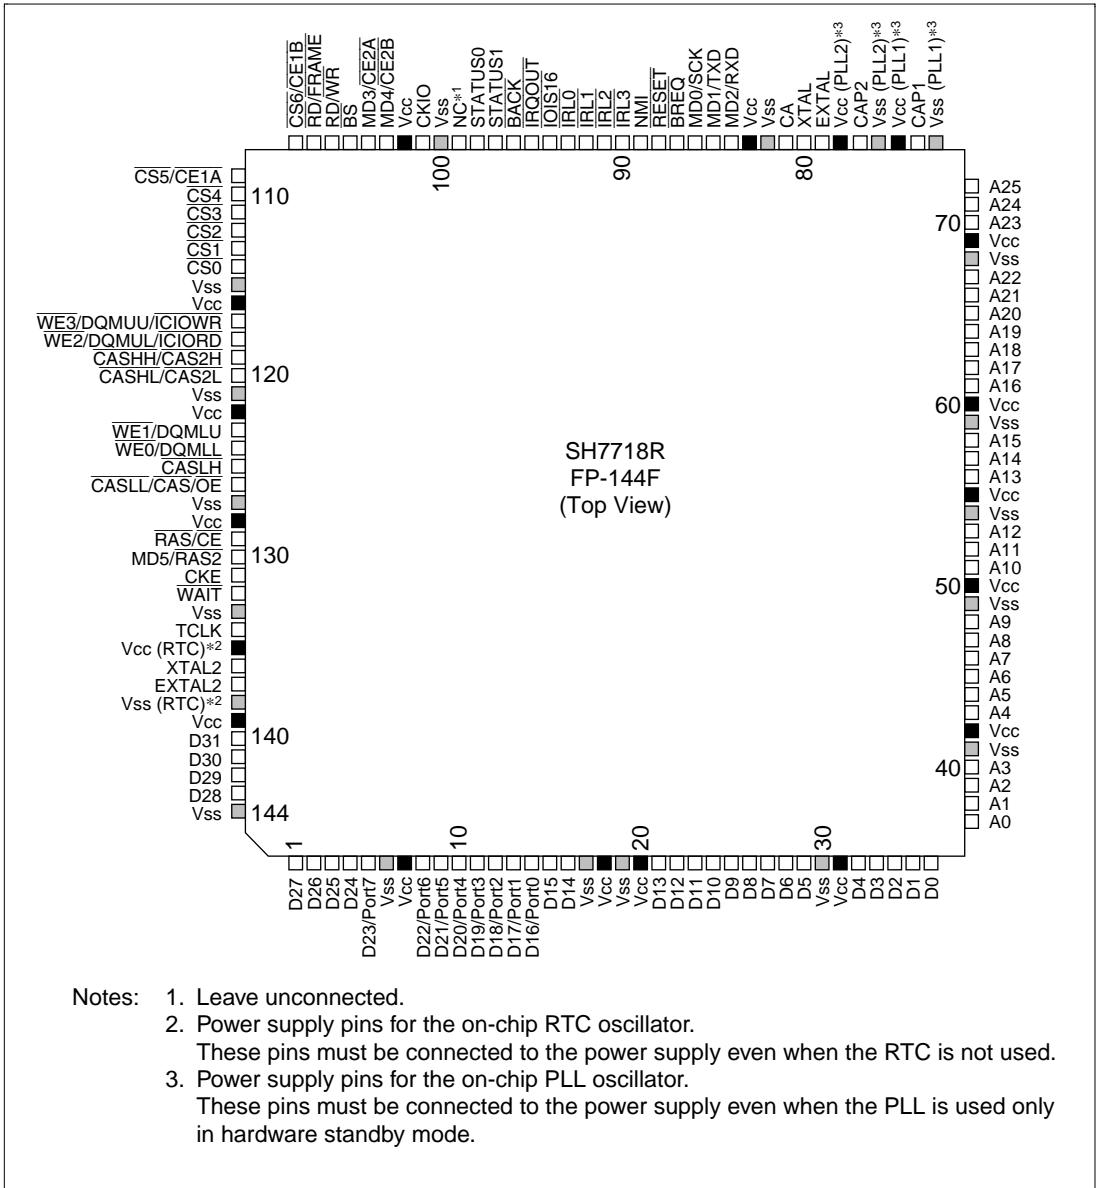 CS6/CE1B
RD/FRAME
RD/WR
BS
MD3/CE2A
MD4/CE2B
Vcc
CKIO
Vss
NC*1
STATUS0
STATUS1
BACK
IRQOUT
IOIS16
IRL0
IRL1
IRL2
IRL3
NMI
RESET
BREQ
MD0/SCK
MD1/TXD
MD2/RXD
Vcc
Vss
CA
XTAL
EXTAL
Vcc (PLL2)*3
CAP2
Vss (PLL2)*3
Vcc (PLL1)*3
CAP1
Vss (PLL1)*3
100
90
80
CS5/CE1A
CS4
CS3
CS2
CS1
CS0
Vss
Vcc
WE3/DQMUU/ICIOWR
WE2/DQMUL/ICIORD
CASHH/CAS2H
CASHL/CAS2L
Vss
Vcc
WE1/DQMLU
WE0/DQMLL
CASLH
CASLL/CAS/OE
Vss
Vcc
RAS/CE
MD5/RAS2
CKE
WAIT
Vss
TCLK
Vcc (RTC)*2
XTAL2
EXTAL2
Vss (RTC)*2
Vcc
D31
D30
D29
D28
Vss
110
120
130
140
144
SH7718R
FP-144F
(Top View)
70
60
50
40
A25
A24
A23
Vcc
Vss
A22
A21
A20
A19
A18
A17
A16
Vcc
Vss
A15
A14
A13
Vcc
Vss
A12
A11
A10
Vcc
Vss
A9
A8
A7
A6
A5
A4
Vcc
Vss
A3
A2
A1
A0
1
10
20
30
D27
D26
D25
D24
D23/Port7
Vss
Vcc
D22/Port6
D21/Port5
D20/Port4
D19/Port3
D18/Port2
D17/Port1
D16/Port0
D15
D14
Vss
Vcc
Vss
Vcc
D13
D12
D11
D10
D9
D8
D7
D6
D5
Vss
Vcc
D4
D3
D2
D1
D0
Notes: 1. Leave unconnected.
2. Power supply pins for the on-chip RTC oscillator.
These pins must be connected to the power supply even when the RTC is not used.
3. Power supply pins for the on-chip PLL oscillator.
These pins must be connected to the power supply even when the PLL is used only
in hardware standby mode.